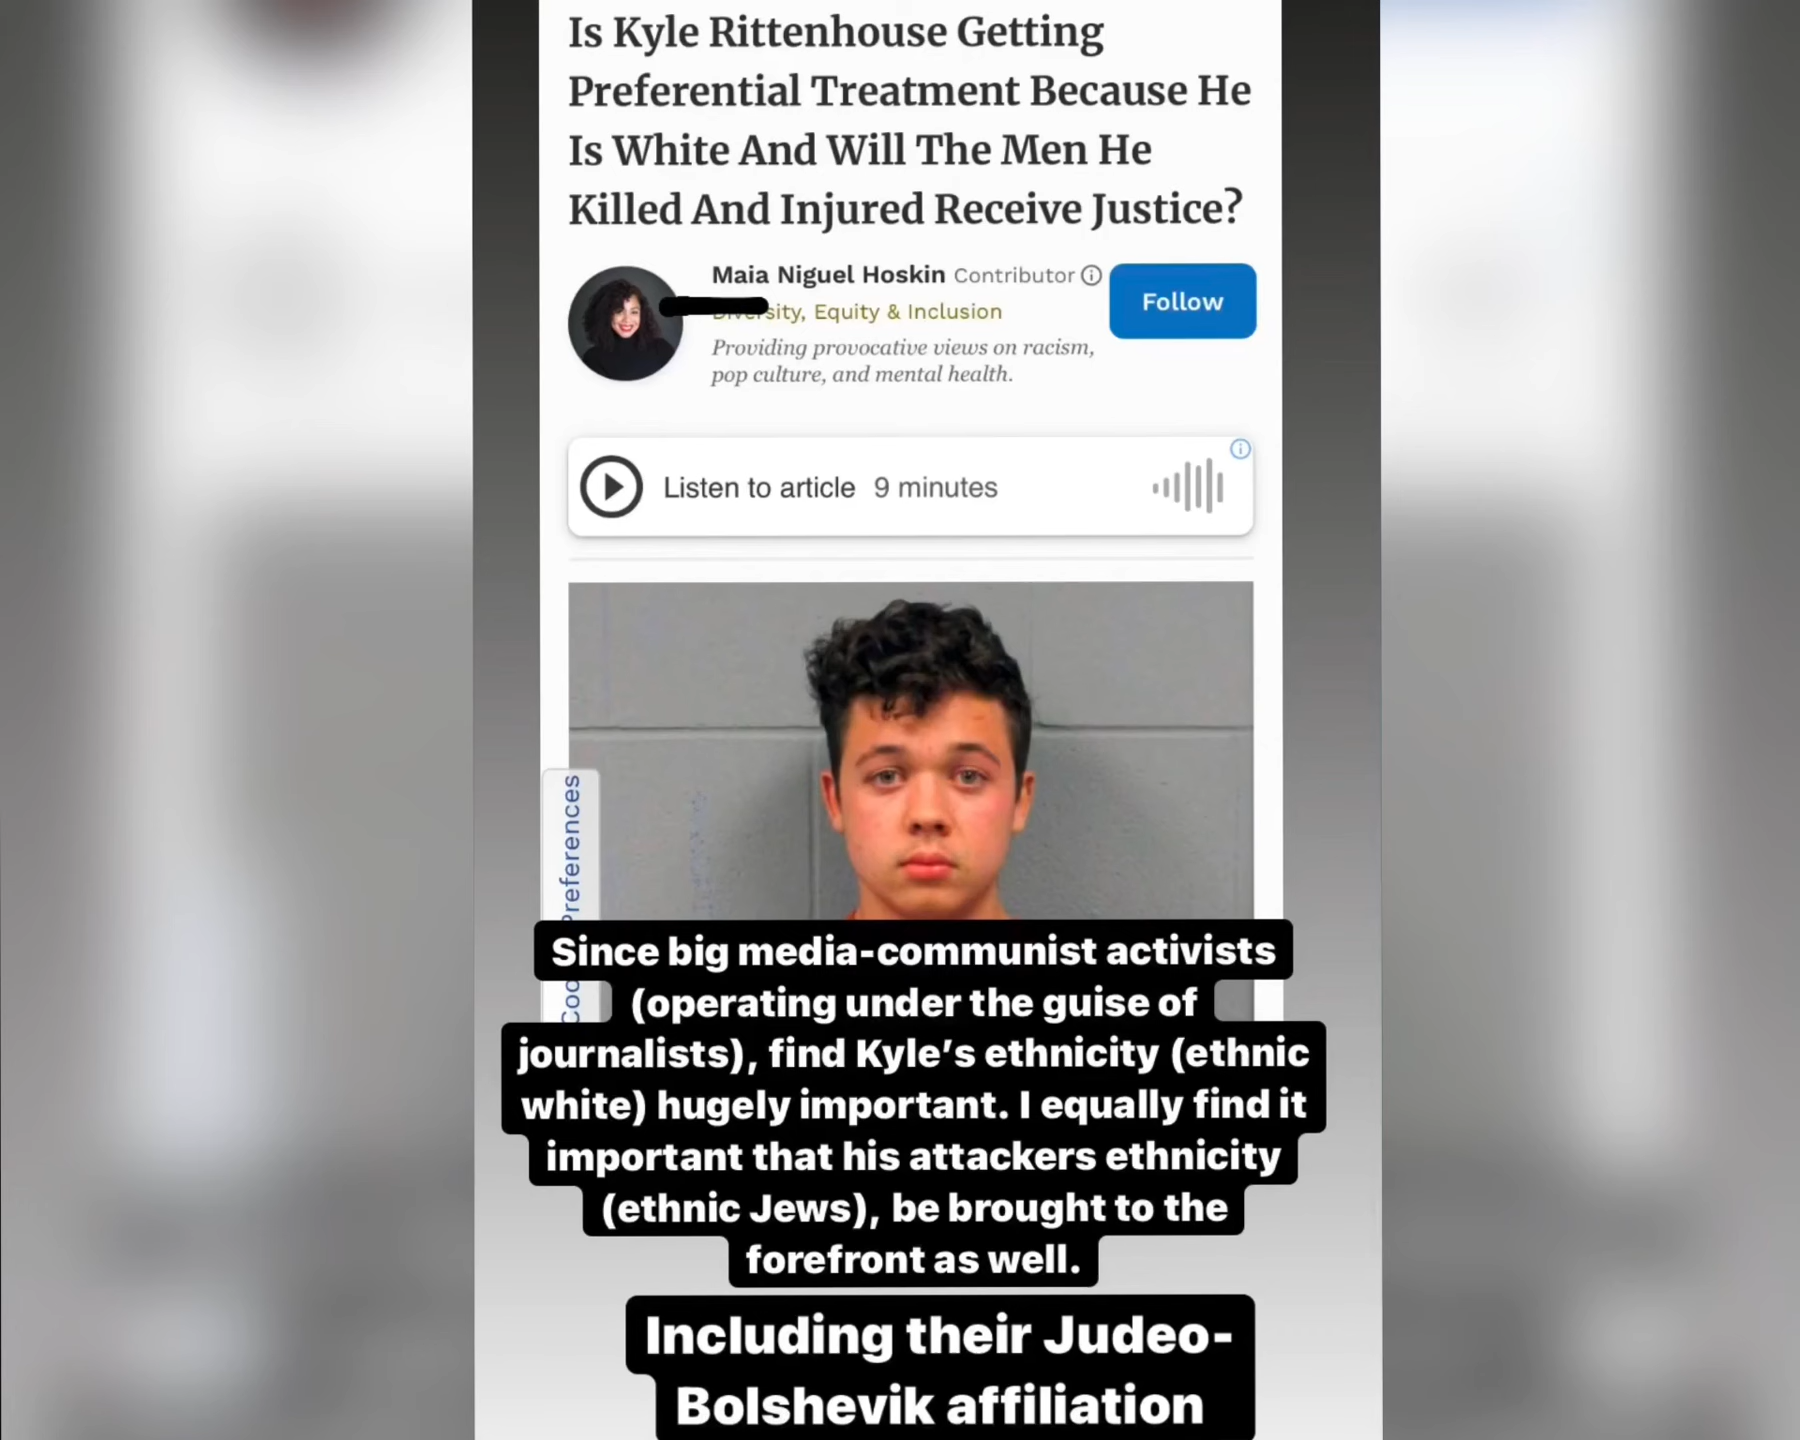 Is Kyle Rittenhouse Getting
Preferential Treatment Because He
Is White And Will The Men He
Killed And Injured Receive Justice?
Maia Niguel Hoskin Contributor
Follow
Diversity, Equity & Inclusion
Providing provocative views on racism,
pop culture, and mental health.
Listen to article 9 minutes
Preferences
Since big media-communist activists
(operating under the guise of
journalists), find Kyle’s ethnicity (ethnic
white) hugely important. I equally find it
important that his attackers ethnicity
(ethnic Jews), be brought to the
forefront as well.
Including their Judeo-
Bolshevik affiliation